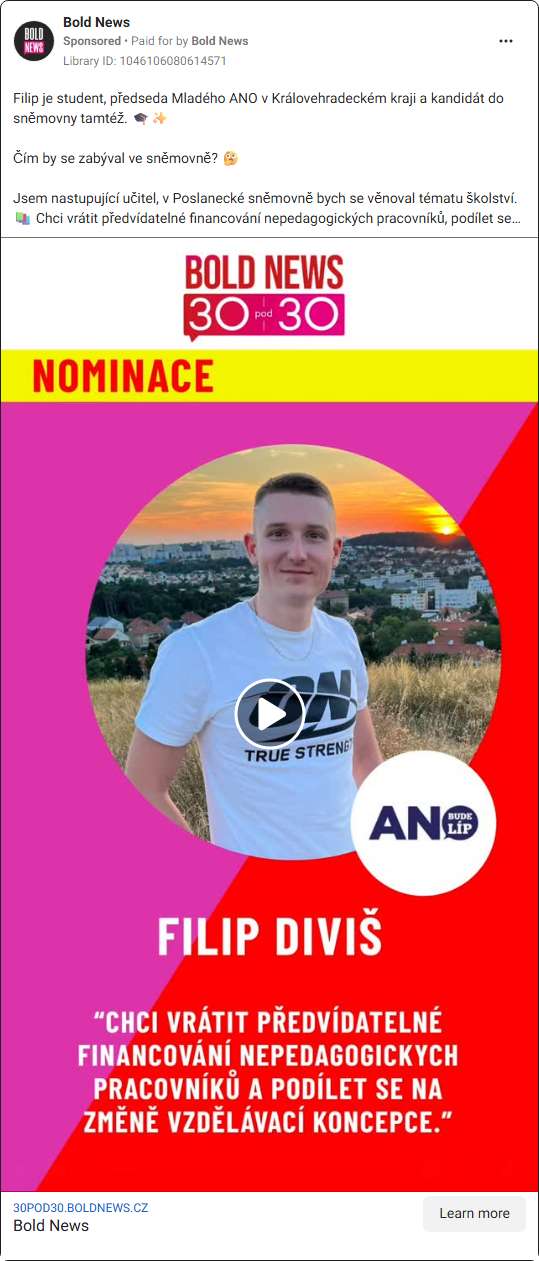 Bold News
Sponsored • Paid for by Bold News
Library ID: 1046106080614571
Filip je student, předseda Mladého ANO v Královehradeckém kraji a kandidát do
sněmovny tamtéž. 🎓 ✨
Čím by se zabýval ve sněmovně? 🤔
Jsem nastupující učitel, v Poslanecké sněmovně bych se věnoval tématu školství.
📚 Chci vrátit předvídatelné financování nepedagogických pracovníků, podílet se…
BOLD NEWS
30 pod 30
NOMINACE
ON
TRUE STRENGT
ANO
BUDE
LÍP
FILIP DIVIŠ
“CHCI VRÁTIT PŘEDVÍDATELNÉ
FINANCOVÁNÍ NEPEDAGOGICKYCH
PRACOVNÍKŮ A PODÍLET SE NA
ZMĚNĚ VZDĚLÁVACÍ KONCEPCE.”
30POD30.BOLDNEWS.CZ
Bold News
Learn more